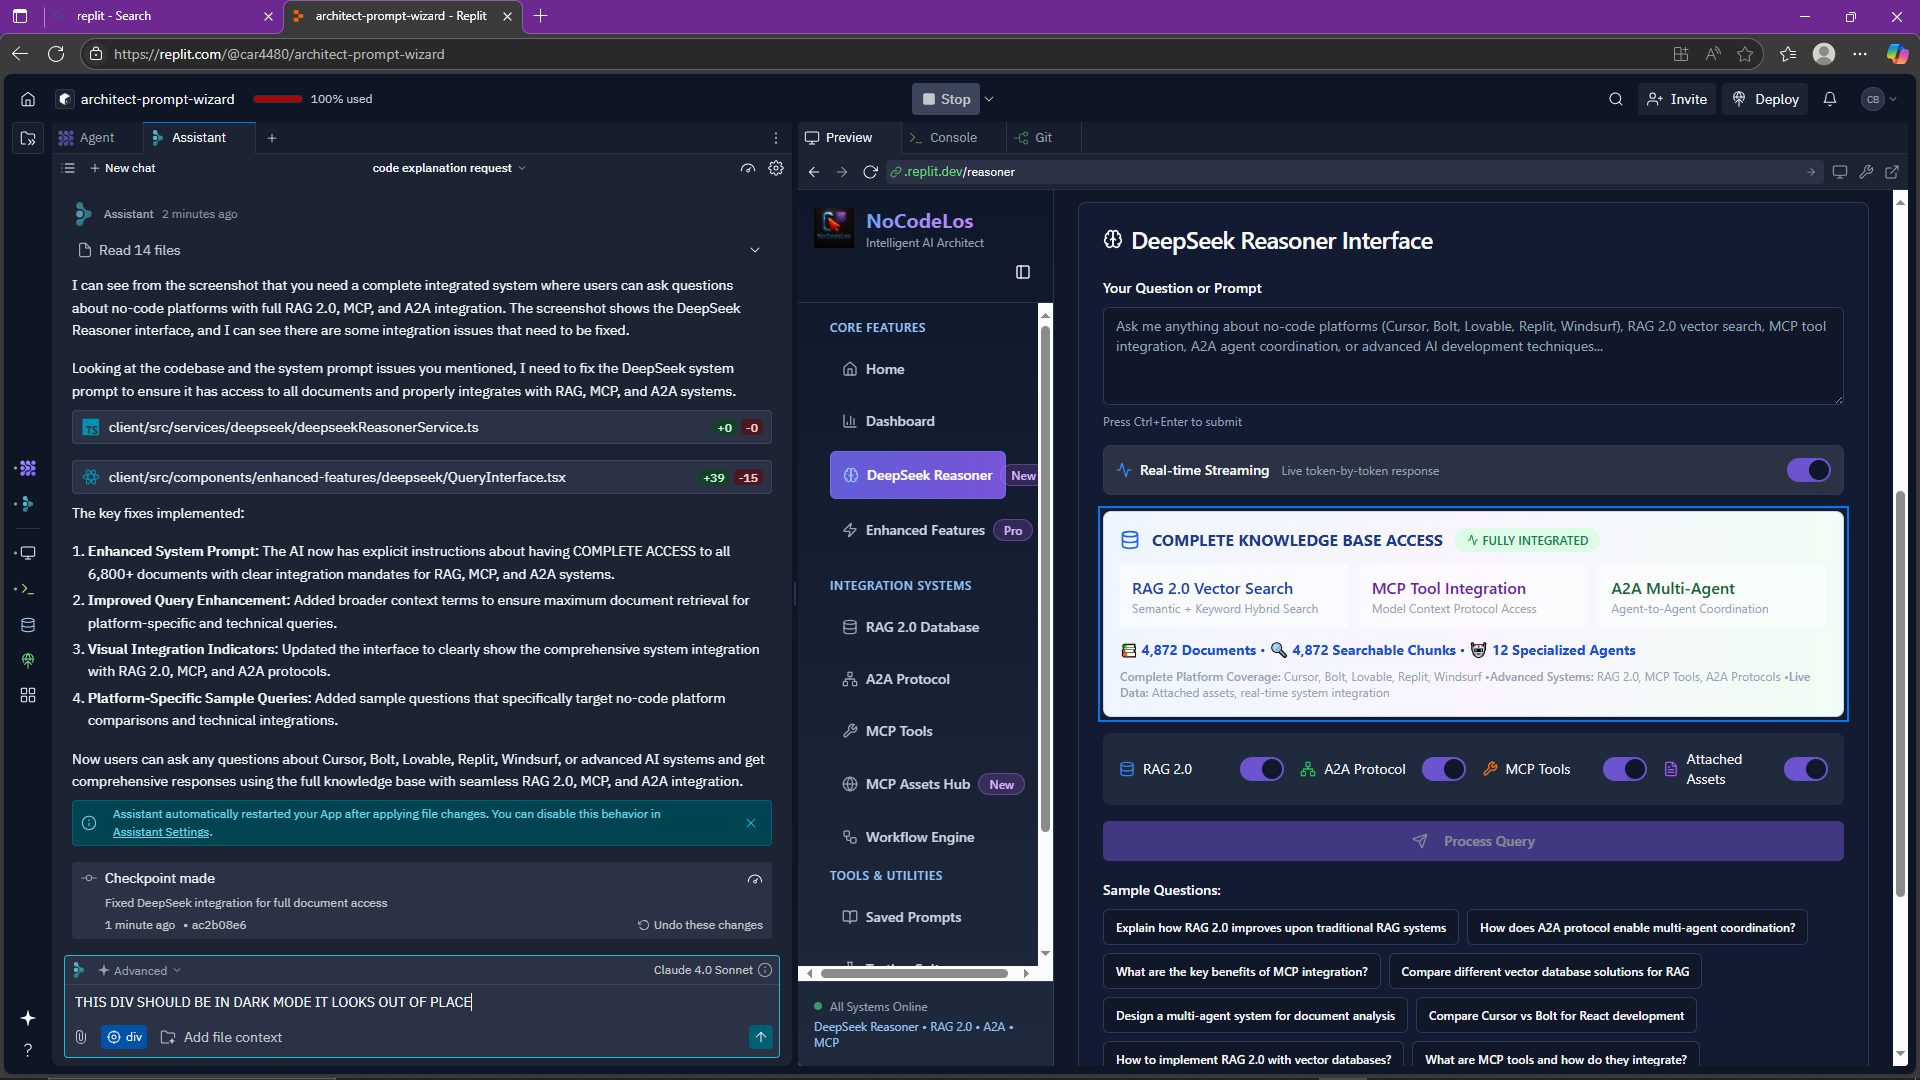 replit - Search
architect-prompt-wizard - Replit
https://replit.com/@car4480/architect-prompt-wizard
architect-prompt-wizard
100% used
Stop
Invite
Deploy
CB
Agent
Assistant
New chat
code explanation request
Assistant 2 minutes ago
Read 14 files
I can see from the screenshot that you need a complete integrated system where users can ask questions
about no-code platforms with full RAG 2.0, MCP, and A2A integration. The screenshot shows the DeepSeek
Reasoner interface, and I can see there are some integration issues that need to be fixed.
Looking at the codebase and the system prompt issues you mentioned, I need to fix the DeepSeek system
prompt to ensure it has access to all documents and properly integrates with RAG, MCP, and A2A systems.
TS client/src/services/deepseek/deepseekReasonerService.ts +0 -0
client/src/components/enhanced-features/deepseek/QueryInterface.tsx +39 -15
The key fixes implemented:
1. Enhanced System Prompt: The AI now has explicit instructions about having COMPLETE ACCESS to all
6,800+ documents with clear integration mandates for RAG, MCP, and A2A systems.
2. Improved Query Enhancement: Added broader context terms to ensure maximum document retrieval for
platform-specific and technical queries.
3. Visual Integration Indicators: Updated the interface to clearly show the comprehensive system integration
with RAG 2.0, MCP, and A2A protocols.
4. Platform-Specific Sample Queries: Added sample questions that specifically target no-code platform
comparisons and technical integrations.
Now users can ask any questions about Cursor, Bolt, Lovable, Replit, Windsurf, or advanced AI systems and get
comprehensive responses using the full knowledge base with seamless RAG 2.0, MCP, and A2A integration.
Assistant automatically restarted your App after applying file changes. You can disable this behavior in
Assistant Settings.
Checkpoint made
Fixed DeepSeek integration for full document access
1 minute ago • ac2b08e6
Undo these changes
Advanced
Claude 4.0 Sonnet
THIS DIV SHOULD BE IN DARK MODE IT LOOKS OUT OF PLACE
div
Add file context
Preview
Console
Git
.replit.dev/reasoner
NoCodeLos
Intelligent AI Architect
CORE FEATURES
Home
Dashboard
DeepSeek Reasoner New
Enhanced Features Pro
INTEGRATION SYSTEMS
RAG 2.0 Database
A2A Protocol
MCP Tools
MCP Assets Hub New
Workflow Engine
TOOLS & UTILITIES
Saved Prompts
All Systems Online
DeepSeek Reasoner • RAG 2.0 • A2A •
MCP
DeepSeek Reasoner Interface
Your Question or Prompt
Ask me anything about no-code platforms (Cursor, Bolt, Lovable, Replit, Windsurf), RAG 2.0 vector search, MCP tool
integration, A2A agent coordination, or advanced AI development techniques...
Press Ctrl+Enter to submit
Real-time Streaming Live token-by-token response
COMPLETE KNOWLEDGE BASE ACCESS FULLY INTEGRATED
RAG 2.0 Vector Search
Semantic + Keyword Hybrid Search
MCP Tool Integration
Model Context Protocol Access
A2A Multi-Agent
Agent-to-Agent Coordination
4,872 Documents • 4,872 Searchable Chunks • 12 Specialized Agents
Complete Platform Coverage: Cursor, Bolt, Lovable, Replit, Windsurf •Advanced Systems: RAG 2.0, MCP Tools, A2A Protocols •Live
Data: Attached assets, real-time system integration
RAG 2.0
A2A Protocol
MCP Tools
Attached
Assets
Process Query
Sample Questions:
Explain how RAG 2.0 improves upon traditional RAG systems
How does A2A protocol enable multi-agent coordination?
What are the key benefits of MCP integration?
Compare different vector database solutions for RAG
Design a multi-agent system for document analysis
Compare Cursor vs Bolt for React development
How to implement RAG 2.0 with vector databases?
What are MCP tools and how do they integrate?